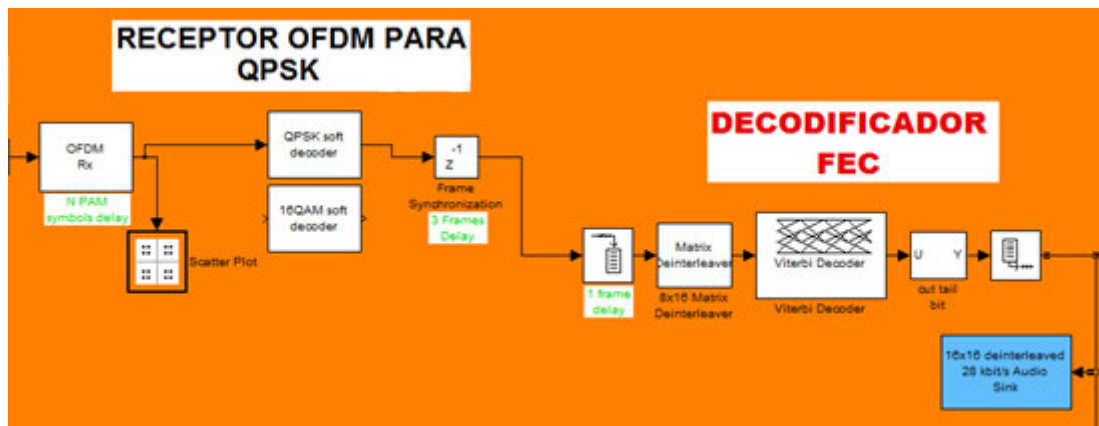 RECEPTOR OFDM PARA
QPSK
OFDM
Rx
N PAM
symbols delay
Scatter Plot
QPSK soft
decoder
16QAM soft
decoder
-1
Z
Frame
Synchronization
3 Frames
Delay
DECODIFICADOR
FEC
1 frame
delay
Matrix
Deinterleaver
8x16 Matrix
Deinterleaver
Viterbi Decoder
Viterbi Decoder
U Y
cut tail
bit
16x16 deinterleaved
28 kbit/s Audio
Sink